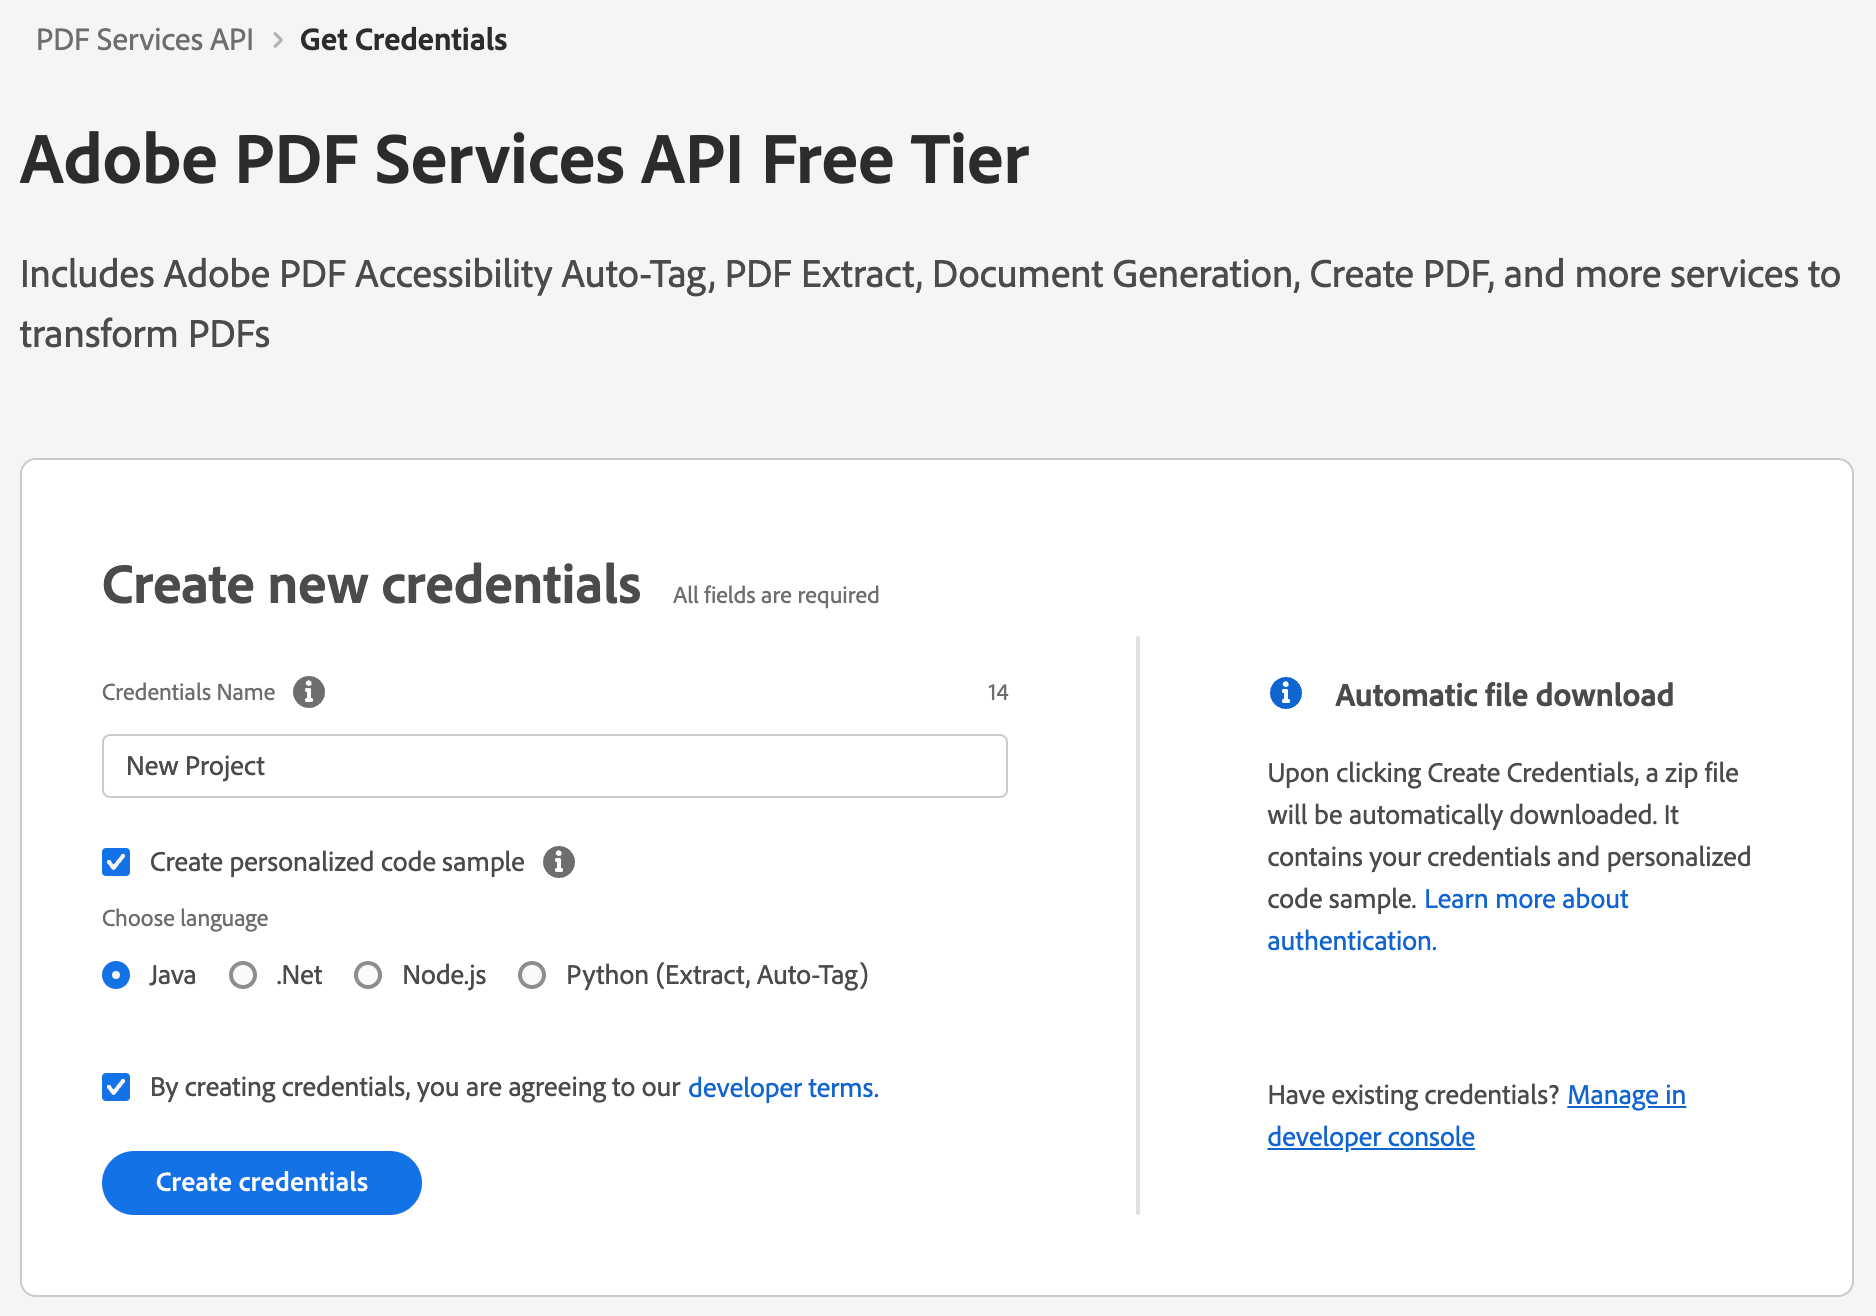 PDF Services API > Get Credentials
Adobe PDF Services API Free Tier
Includes Adobe PDF Accessibility Auto-Tag, PDF Extract, Document Generation, Create PDF, and more services to
transform PDFs
Create new credentials All fields are required
Credentials Name 14
New Project
Create personalized code sample
Choose language
Java .Net Node.js Python (Extract, Auto-Tag)
By creating credentials, you are agreeing to our developer terms.
Create credentials
Automatic file download
Upon clicking Create Credentials, a zip file
will be automatically downloaded. It
contains your credentials and personalized
code sample. Learn more about
authentication.
Have existing credentials? Manage in
developer console